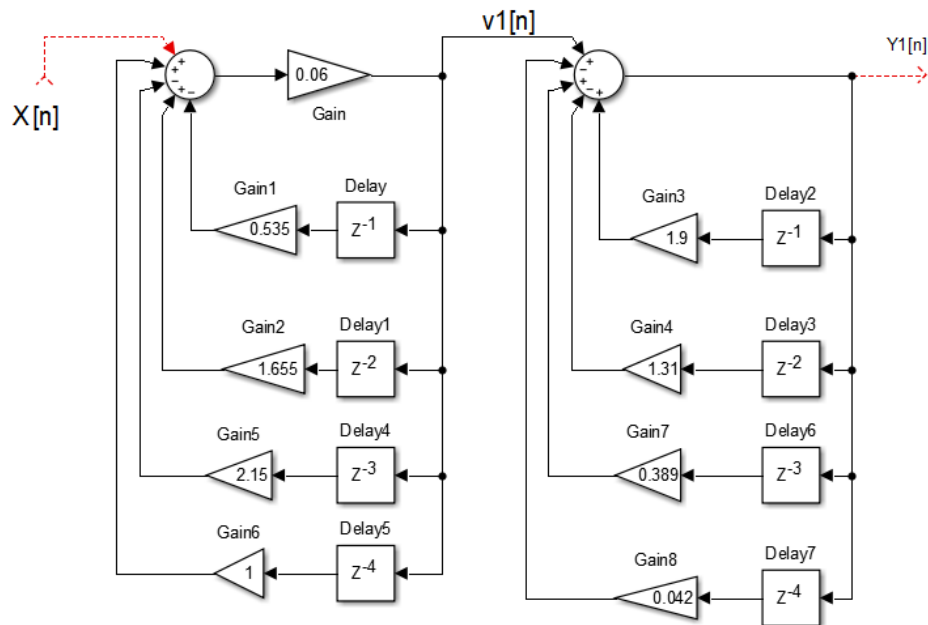 v1[n]
Y1[n]
X[n]
+
+
−
+
−
0.06
Gain
+
−
+
−
+
Gain1
Delay
0.535
Z-1
Gain3
Delay2
1.9
Z-1
Gain2
Delay1
1.655
Z-2
Gain4
Delay3
1.31
Z-2
Gain5
Delay4
2.15
Z-3
Gain7
Delay6
0.389
Z-3
Gain6
Delay5
1
Z-4
Gain8
Delay7
0.042
Z-4